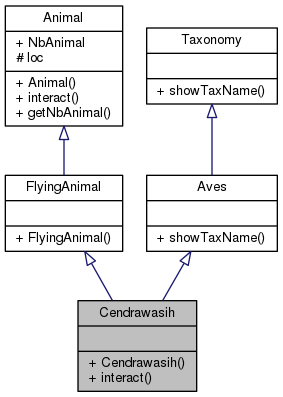 Animal
+ NbAnimal
# loc
+ Animal()
+ interact()
+ getNbAnimal()
Taxonomy
+ showTaxName()
FlyingAnimal
+ FlyingAnimal()
Aves
+ showTaxName()
Cendrawasih
+ Cendrawasih()
+ interact()